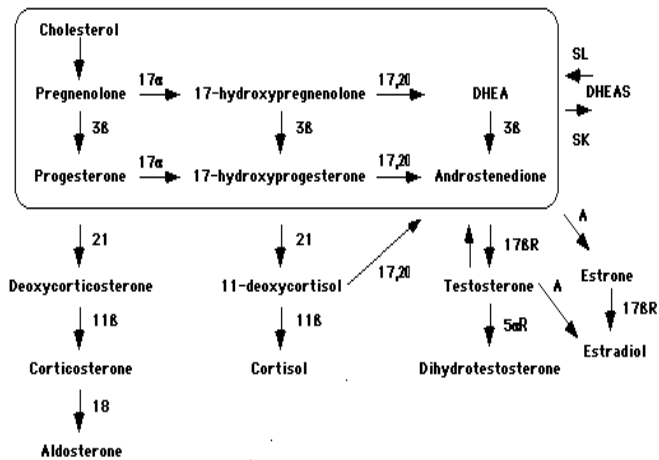 Cholesterol
SL
17α 17,20
Pregnenolone 17-hydroxypregnenolone DHEA DHEAS
3ß 3ß 3ß
SK
17α 17,20
Progesterone 17-hydroxyprogesterone Androstenedione
A
21 21 17ßR
Deoxycorticosterone 11-deoxycortisol 17,20 Testosterone A Estrone
11ß 11ß 5αR 17ßR
Estradiol
Corticosterone Cortisol Dihydrotestosterone
18
Aldosterone